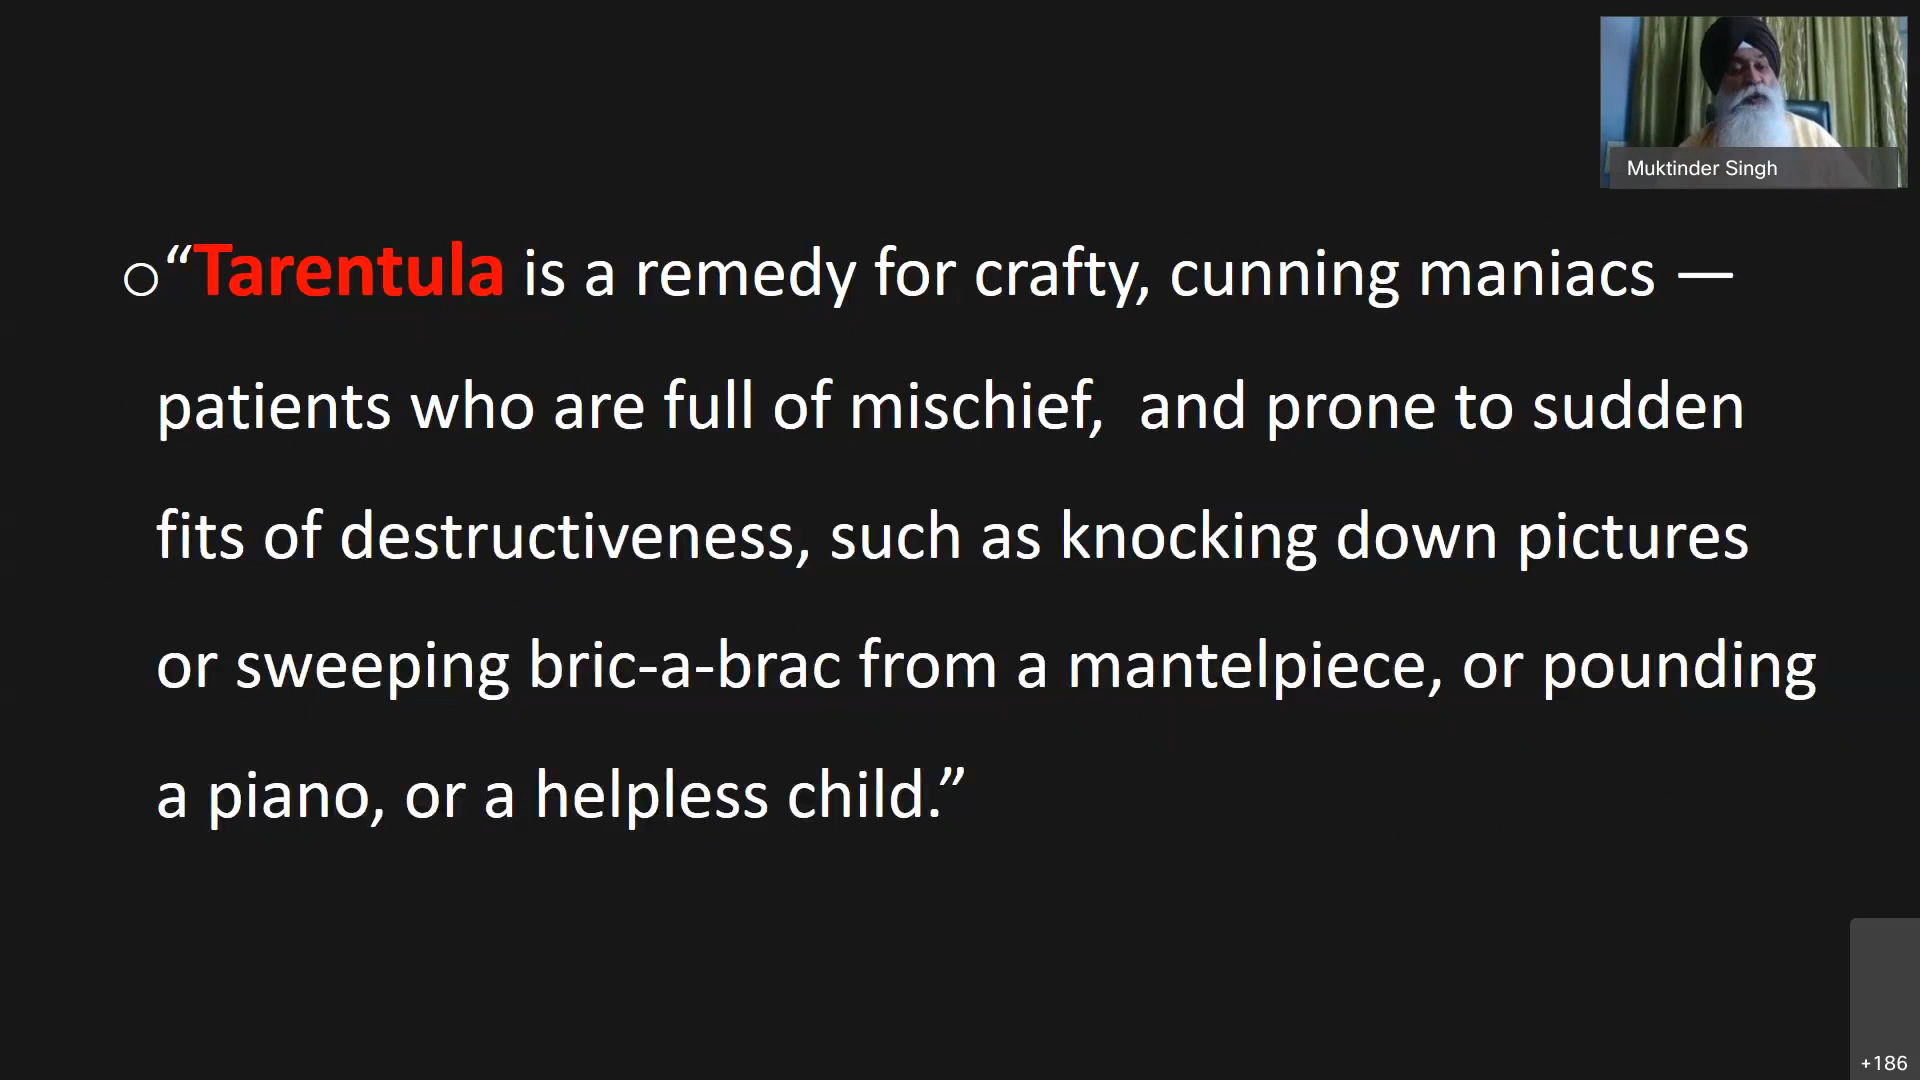 Muktinder Singh
○“Tarentula is a remedy for crafty, cunning maniacs —
patients who are full of mischief,  and prone to sudden
fits of destructiveness, such as knocking down pictures
or sweeping bric-a-brac from a mantelpiece, or pounding
a piano, or a helpless child.”
+186